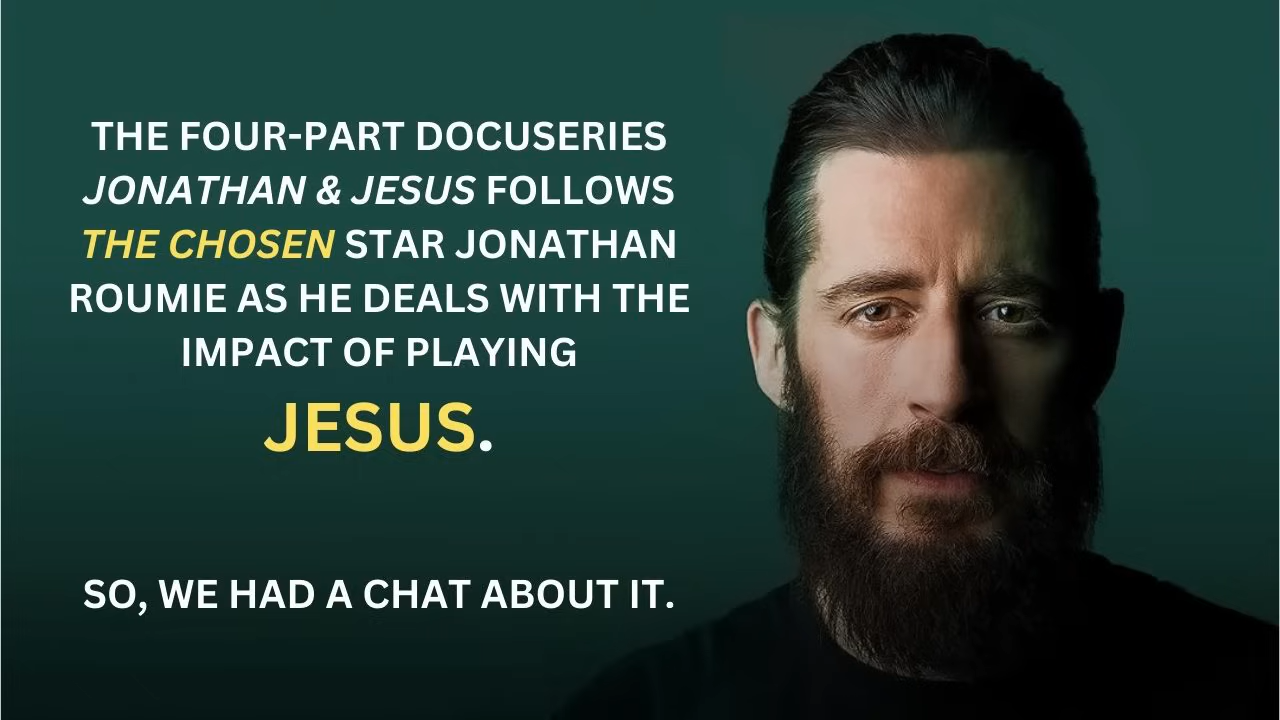 THE FOUR-PART DOCUSERIES
JONATHAN & JESUS FOLLOWS
THE CHOSEN STAR JONATHAN
ROUMIE AS HE DEALS WITH THE
IMPACT OF PLAYING
JESUS.
SO, WE HAD A CHAT ABOUT IT.